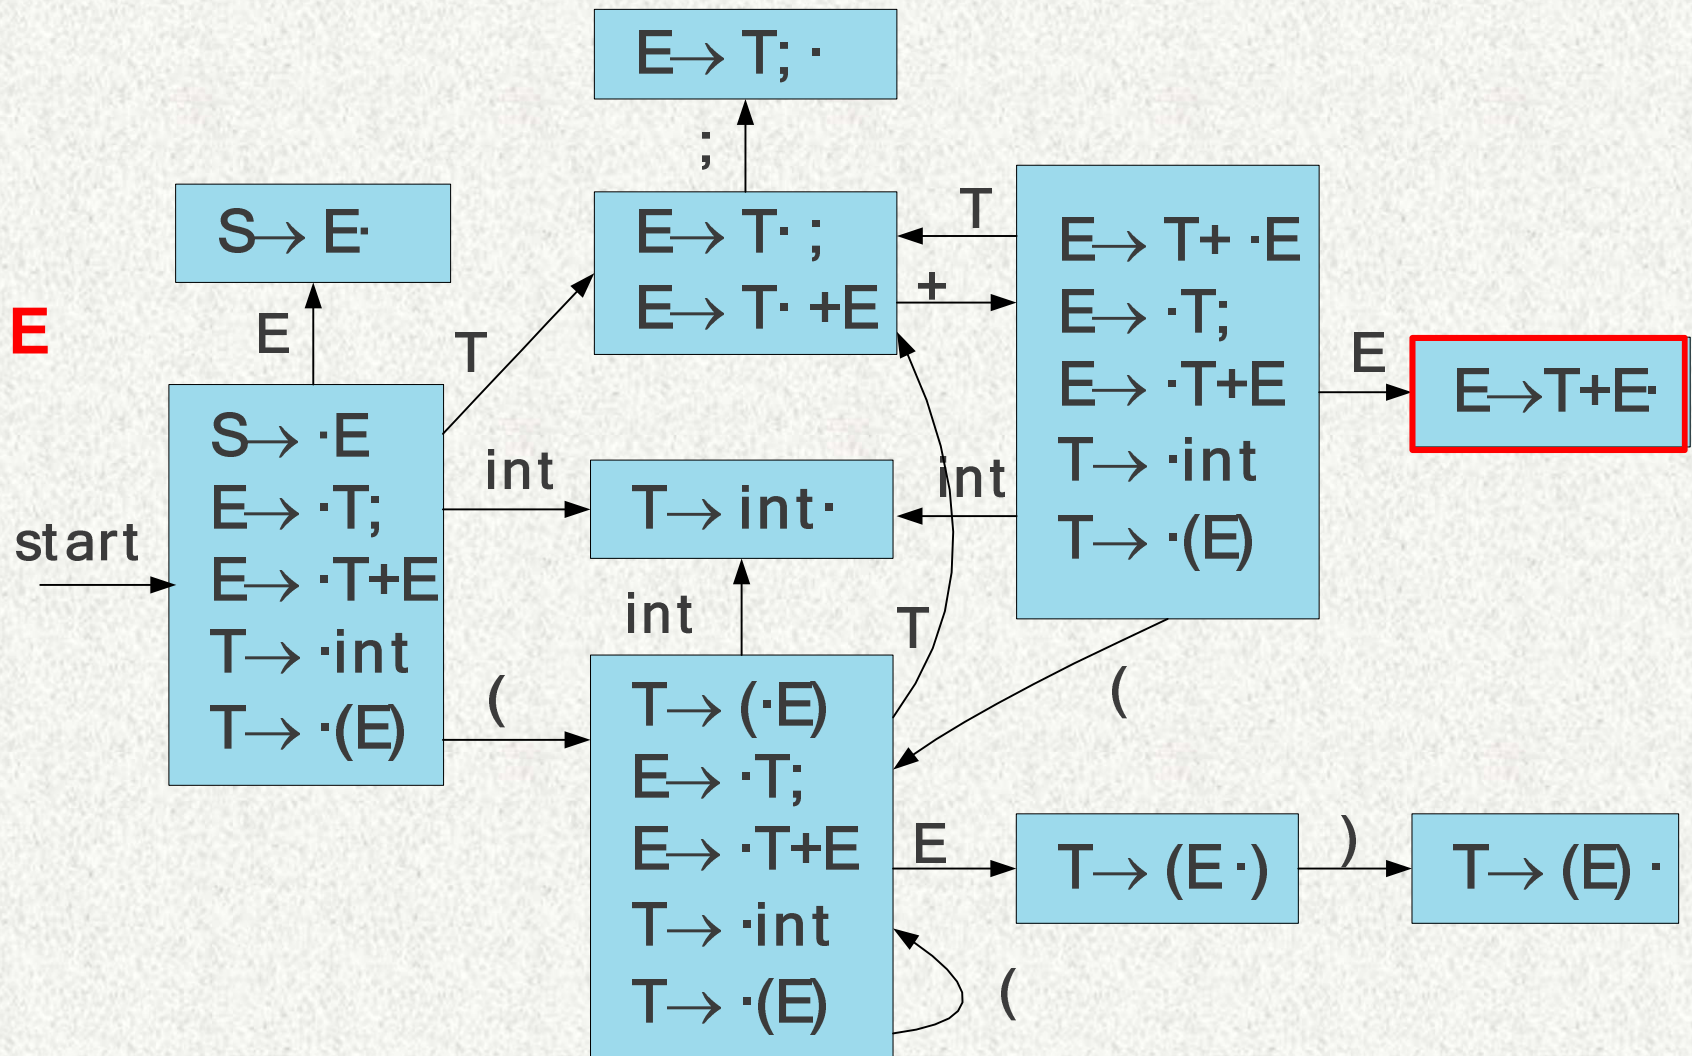 E→ T; ·
;
E→ T· ;
E→ T· +E
S→ E·
E
E
T
T
+
E→ T+ ·E
E→ ·T;
E→ ·T+E
T→ ·int
T→ ·(E)
E
E→T+E·
start
S→ ·E
E→ ·T;
E→ ·T+E
T→ ·int
T→ ·(E)
int
T→ int·
int
int
T
(
(
T→ (·E)
E→ ·T;
E→ ·T+E
T→ ·int
T→ ·(E)
E
T→ (E ·)
)
T→ (E) ·
(